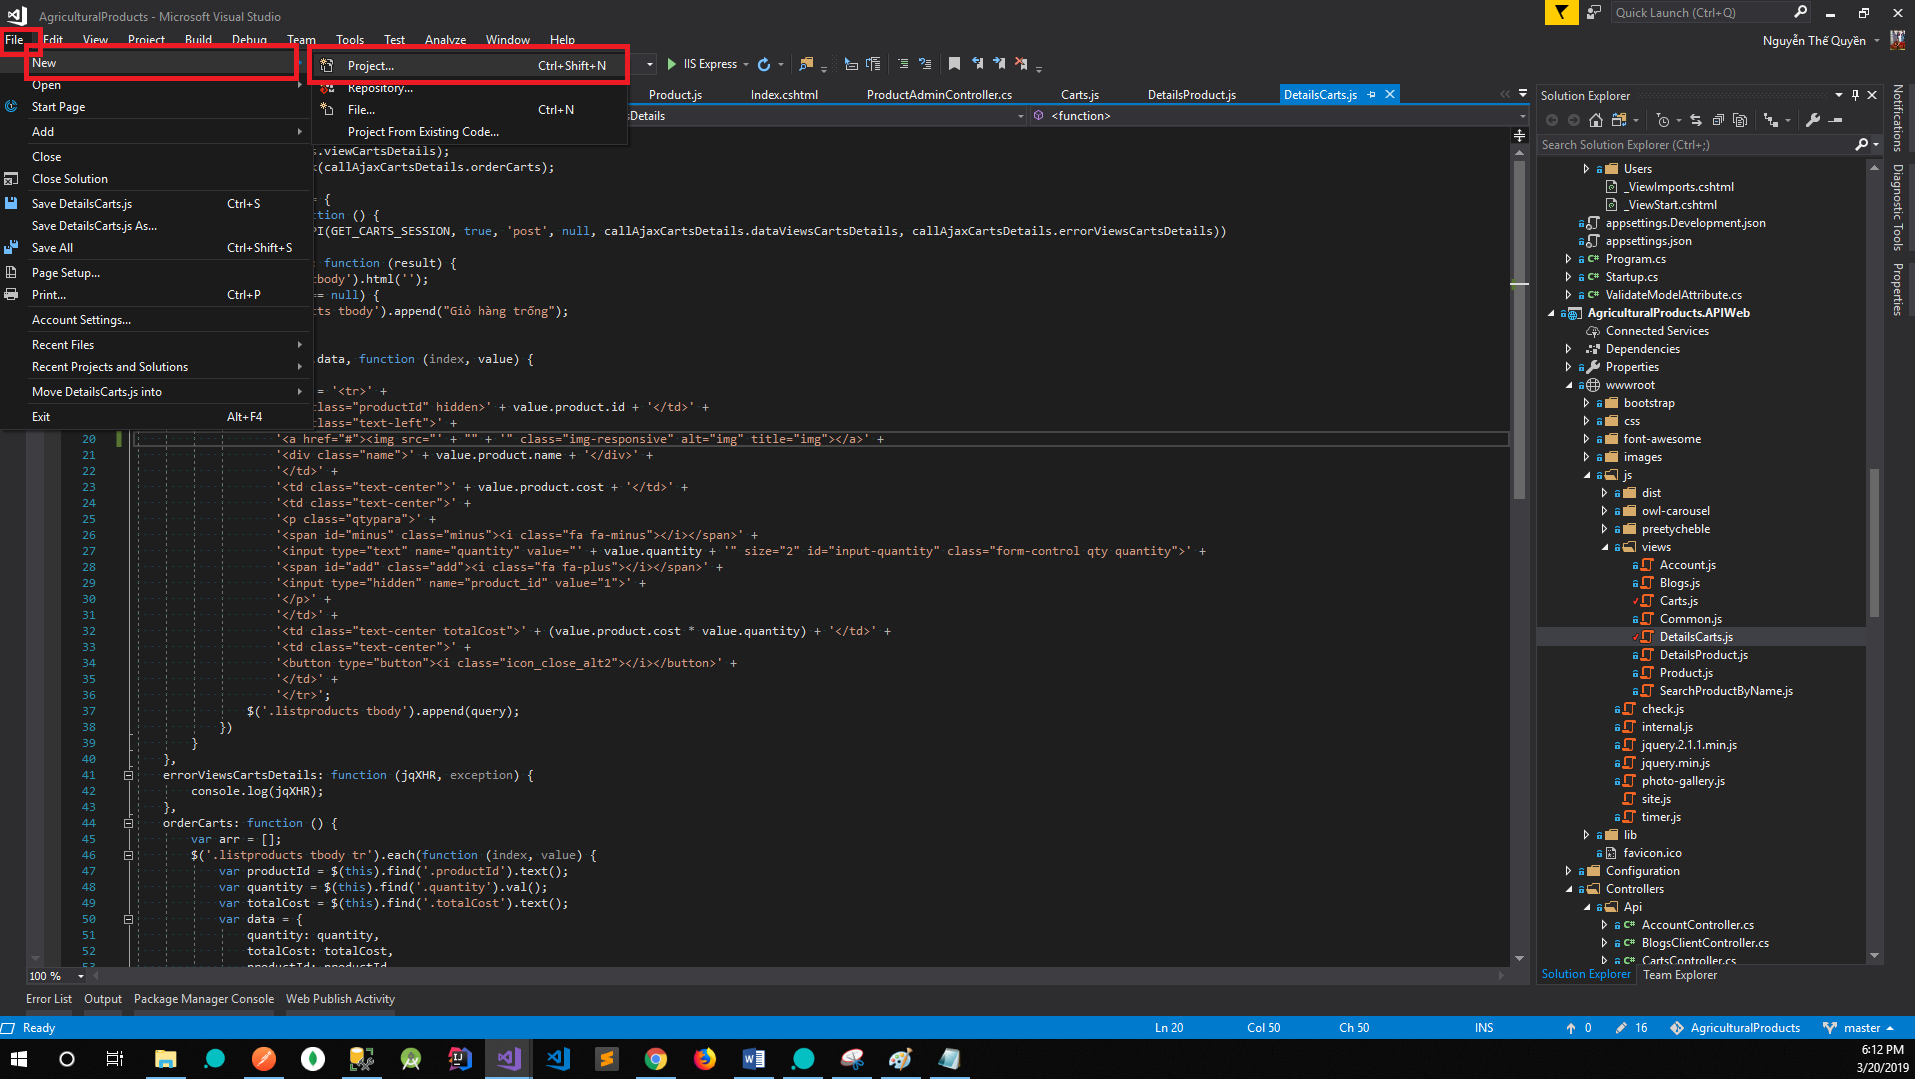 AgriculturalProducts - Microsoft Visual Studio
Quick Launch (Ctrl+Q)
File Edit View Project Build Debug Team Tools Test Analyze Window Help
Nguyễn Thế Quyền
New
Open
Start Page
Add
Close
Close Solution
Save DetailsCarts.js Ctrl+S
Save DetailsCarts.js As...
Save All Ctrl+Shift+S
Page Setup...
Print... Ctrl+P
Account Settings...
Recent Files
Recent Projects and Solutions
Move DetailsCarts.js into
Exit Alt+F4
Project... Ctrl+Shift+N
Repository...
File... Ctrl+N
Project From Existing Code...
IIS Express
Product.js Index.cshtml ProductAdminController.cs Carts.js DetailsProduct.js DetailsCarts.js
sDetails <function>
s.viewCartsDetails);
k(callAjaxCartsDetails.orderCarts);
= {
ction () {
PI(GET_CARTS_SESSION, true, 'post', null, callAjaxCartsDetails.dataViewsCartsDetails, callAjaxCartsDetails.errorViewsCartsDetails))
: function (result) {
tbody').html('');
== null) {
ts tbody').append("Giỏ hàng trống");
.data, function (index, value) {
= '<tr>' +
class="productId" hidden>' + value.product.id + '</td>' +
class="text-left">' +
20 '<a href="#"><img src="' + "" + '" class="img-responsive" alt="img" title="img"></a>' +
21 '<div class="name">' + value.product.name + '</div>' +
22 '</td>' +
23 '<td class="text-center">' + value.product.cost + '</td>' +
24 '<td class="text-center">' +
25 '<p class="qtypara">' +
26 '<span id="minus" class="minus"><i class="fa fa-minus"></i></span>' +
27 '<input type="text" name="quantity" value="' + value.quantity + '" size="2" id="input-quantity" class="form-control qty quantity">' +
28 '<span id="add" class="add"><i class="fa fa-plus"></i></span>' +
29 '<input type="hidden" name="product_id" value="1">' +
30 '</p>' +
31 '</td>' +
32 '<td class="text-center totalCost">' + (value.product.cost * value.quantity) + '</td>' +
33 '<td class="text-center">' +
34 '<button type="button"><i class="icon_close_alt2"></i></button>' +
35 '</td>' +
36 '</tr>';
37 $('.listproducts tbody').append(query);
38 })
39 }
40 },
41 errorViewsCartsDetails: function (jqXHR, exception) {
42 console.log(jqXHR);
43 },
44 orderCarts: function () {
45 var arr = [];
46 $('.listproducts tbody tr').each(function (index, value) {
47 var productId = $(this).find('.productId').text();
48 var quantity = $(this).find('.quantity').val();
49 var totalCost = $(this).find('.totalCost').text();
50 var data = {
51 quantity: quantity,
52 totalCost: totalCost,
53 productId: productId
100 %
Solution Explorer
Search Solution Explorer (Ctrl+;)
Users
_ViewImports.cshtml
_ViewStart.cshtml
appsettings.Development.json
appsettings.json
C# Program.cs
C# Startup.cs
C# ValidateModelAttribute.cs
AgriculturalProducts.APIWeb
Connected Services
Dependencies
Properties
wwwroot
bootstrap
css
font-awesome
images
js
dist
owl-carousel
preetycheble
views
Account.js
Blogs.js
Carts.js
Common.js
DetailsCarts.js
DetailsProduct.js
Product.js
SearchProductByName.js
check.js
internal.js
jquery.2.1.1.min.js
jquery.min.js
photo-gallery.js
site.js
timer.js
lib
favicon.ico
Configuration
Controllers
Api
C# AccountController.cs
C# BlogsClientController.cs
C# CartsController.cs
Solution Explorer Team Explorer
Notifications
Diagnostic Tools
Properties
Error List Output Package Manager Console Web Publish Activity
Ready Ln 20 Col 50 Ch 50 INS 0 16 AgriculturalProducts master
6:12 PM
3/20/2019